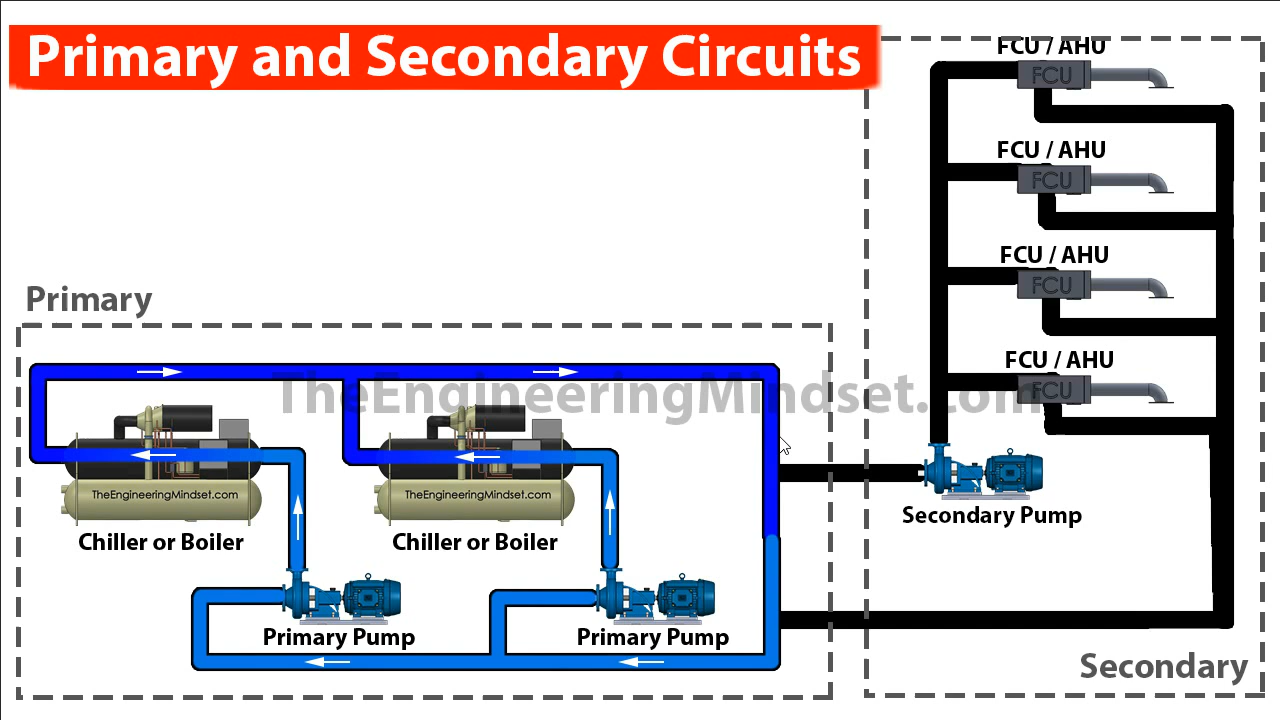 Primary and Secondary Circuits
FCU / AHU
FCU
FCU / AHU
FCU
FCU / AHU
FCU
FCU / AHU
FCU
Primary
TheEngineeringMindset.com
TheEngineeringMindset.com
TheEngineeringMindset.com
Chiller or Boiler
Chiller or Boiler
Secondary Pump
Primary Pump
Primary Pump
Secondary